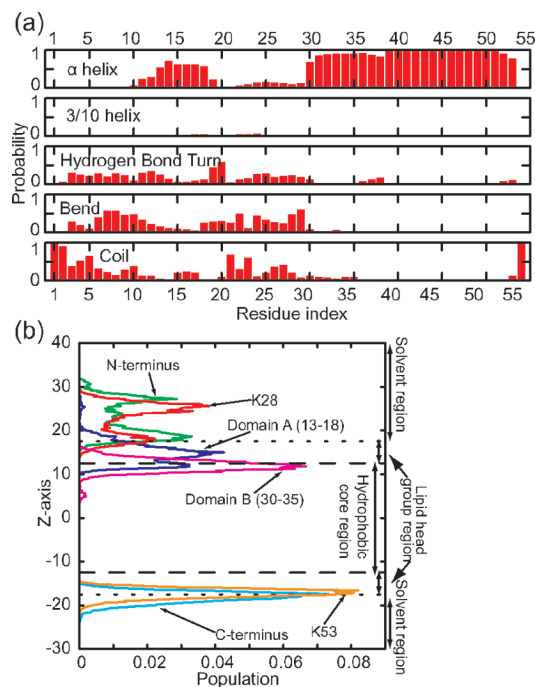 (a)
1 5 10 15 20 25 30 35 40 45 50 55
1
α helix
0
1
3/10 helix
0
1
Hydrogen Bond Turn
0
1
Bend
0
1
Coil
0
Probability
1 5 10 15 20 25 30 35 40 45 50 55
Residue index
(b)
40
30
20
10
0
-10
-20
-30
Z-axis
N-terminus
K28
Domain A (13-18)
Domain B (30-35)
K53
C-terminus
Solvent region
Lipid head
group region
Hydrophobic
core region
Solvent region
0 0.02 0.04 0.06 0.08
Population